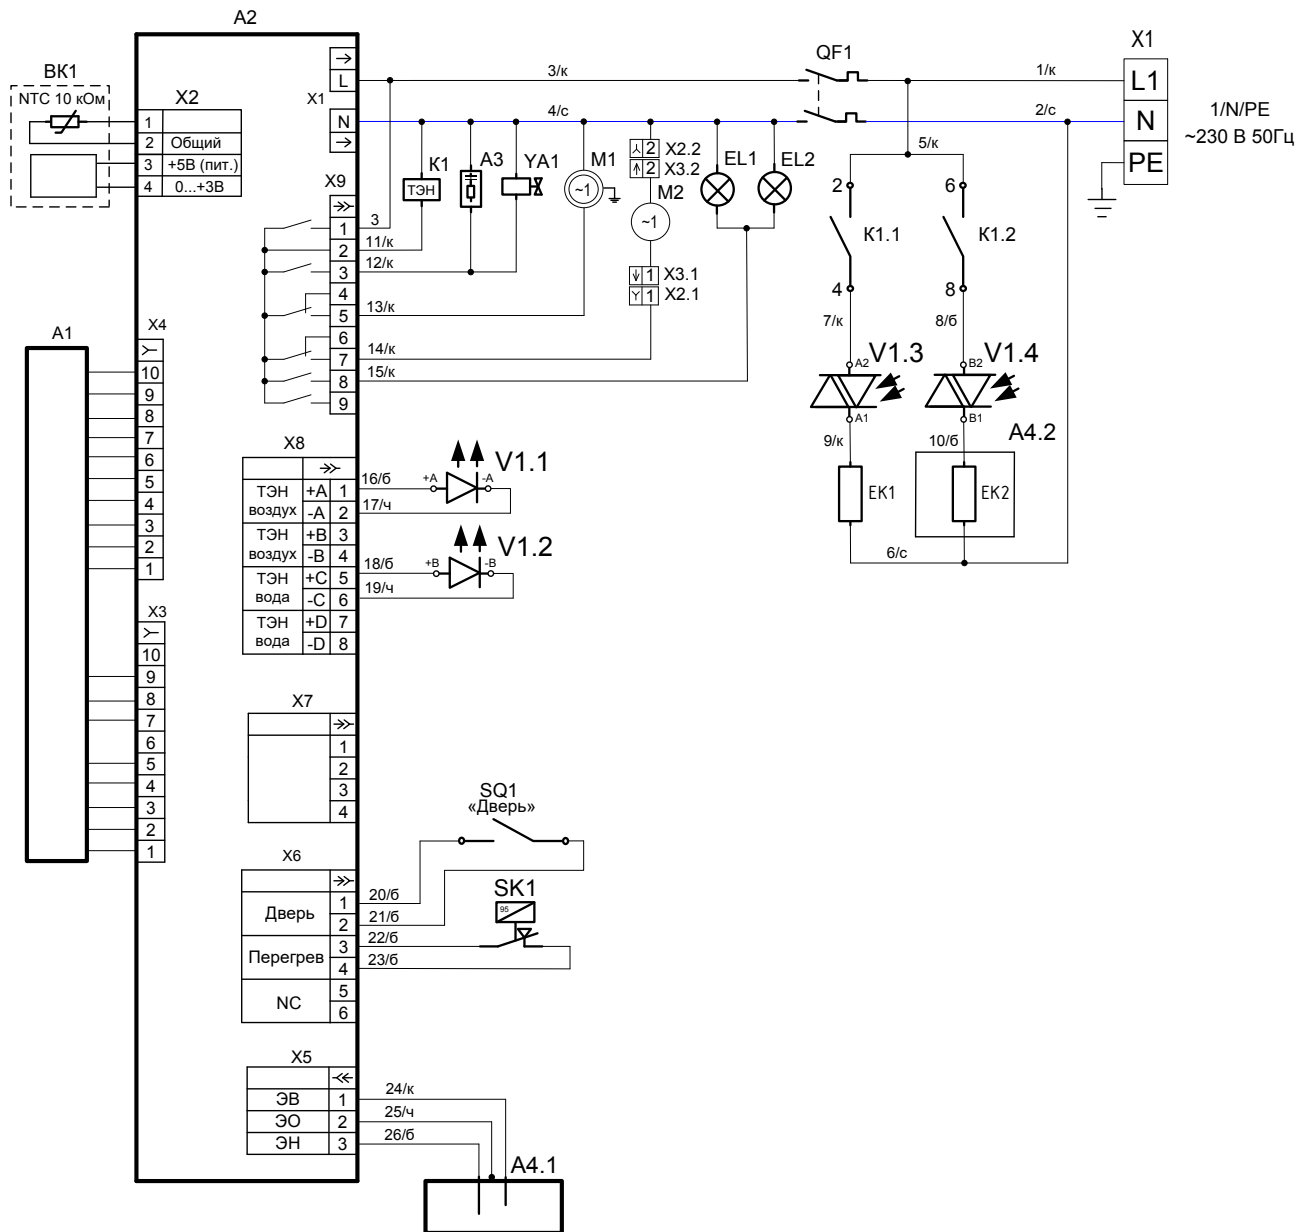 A2
BK1
NTC 10 кОм
X2
1
2 Общий
3 +5В (пит.)
4 0...+3В
L
X1
N
X9
1
2
3
4
5
6
7
8
9
3/к
4/с
3
11/к
12/к
13/к
14/к
15/к
K1
ТЭН
A3
YA1
M1
~1
2 X2.2
2 X3.2
M2
~1
1 X3.1
1 X2.1
EL1
EL2
QF1
1/к
2/с
X1
L1
N
PE
1/N/PE
~230 В 50Гц
5/к
2
6
К1.1
К1.2
4
8
7/к
8/б
V1.3
V1.4
A2
B2
A1
B1
A4.2
9/к
10/б
EK1
EK2
6/с
A1
X4
10
9
8
7
6
5
4
3
2
1
X3
10
9
8
7
6
5
4
3
2
1
X8
ТЭН воздух
+A 1
-A 2
ТЭН воздух
+B 3
-B 4
ТЭН вода
+C 5
-C 6
ТЭН вода
+D 7
-D 8
16/б
17/ч
18/б
19/ч
+A
-A
V1.1
+B
-B
V1.2
X7
1
2
3
4
X6
Дверь
1
2
Перегрев
3
4
NC
5
6
20/б
21/б
22/б
23/б
SQ1
«Дверь»
SK1
95
X5
ЭВ 1
ЭО 2
ЭН 3
24/к
25/ч
26/б
A4.1